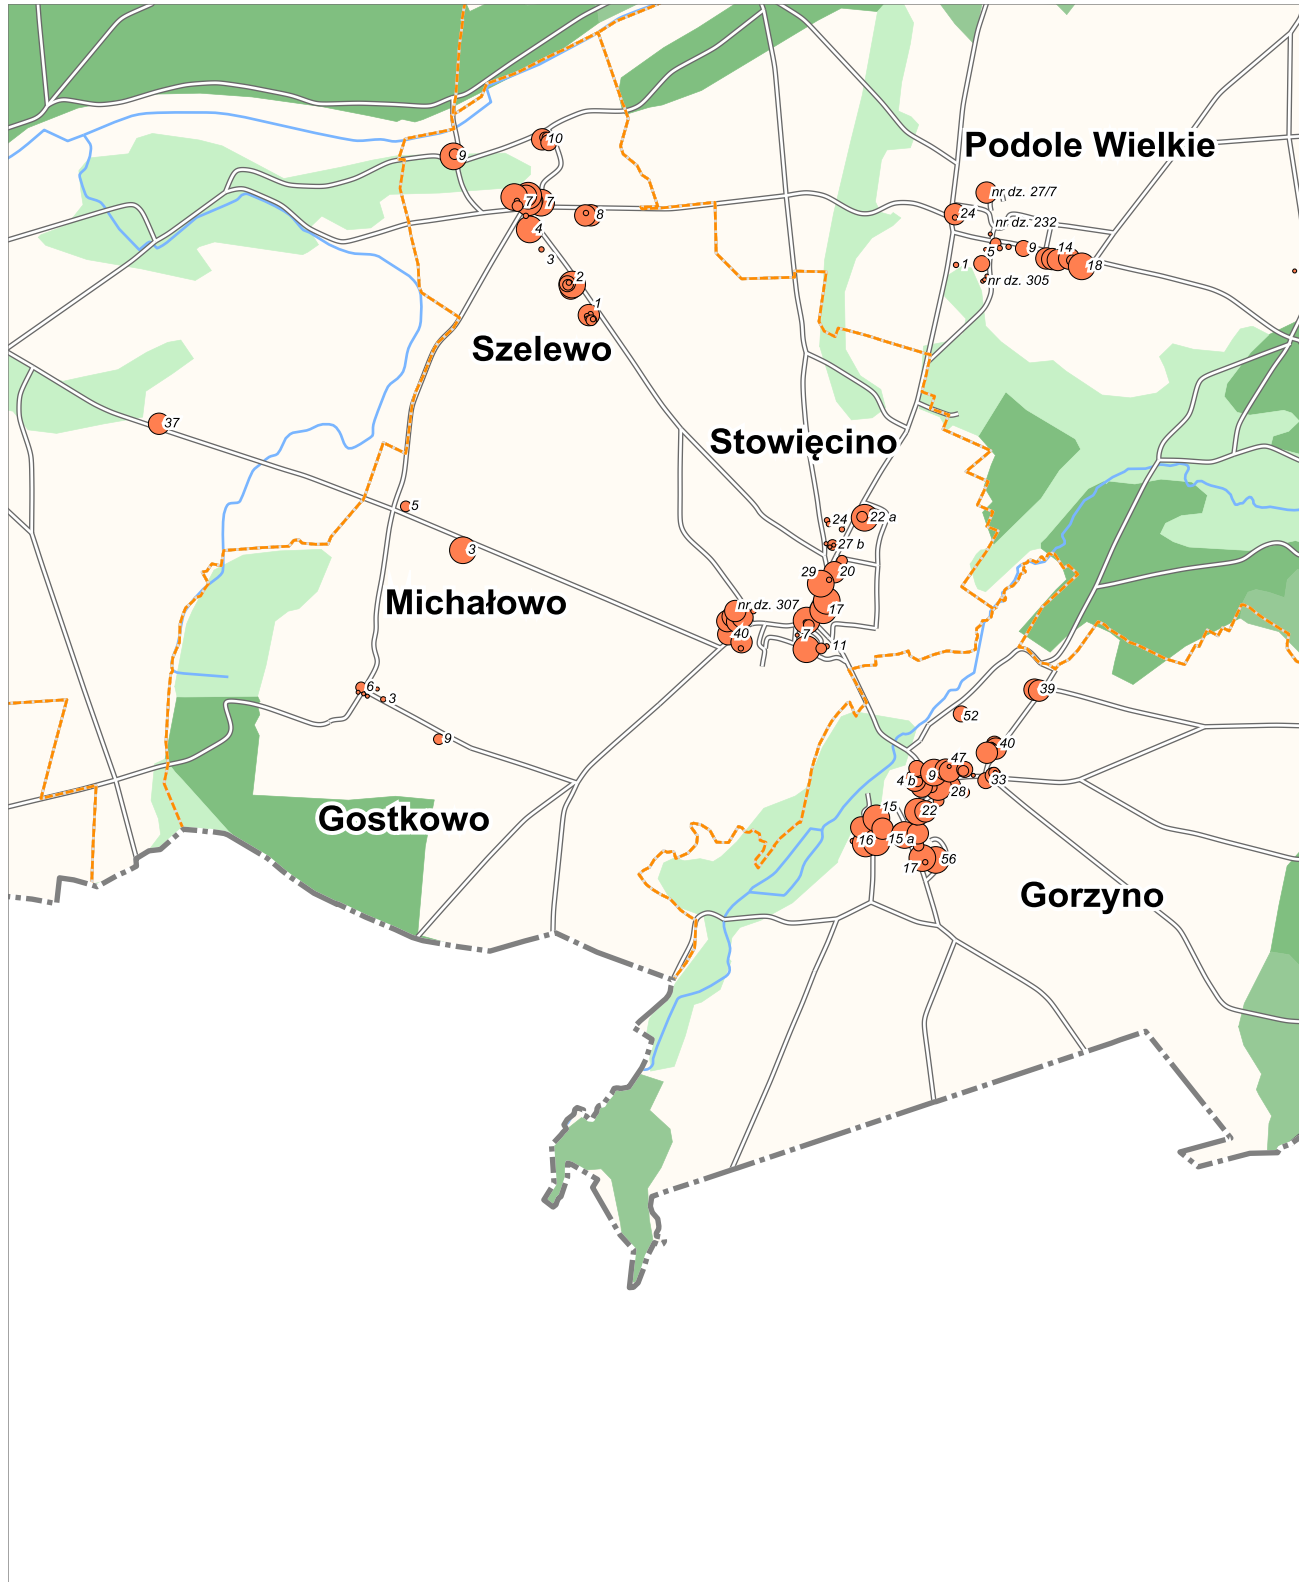 10
9
Podole Wielkie
nr dz. 27/7
7
7
8
24
nr dz. 232
4
3
5
9
14
1
18
nr dz. 305
2
1
Szelewo
37
Stowięcino
5
24
22 a
3
27 b
29
20
Michałowo
nr dz. 307
17
40
7
11
6
3
39
52
9
40
47
4 b
9
33
28
15
22
Gostkowo
16
15 a
17
56
Gorzyno